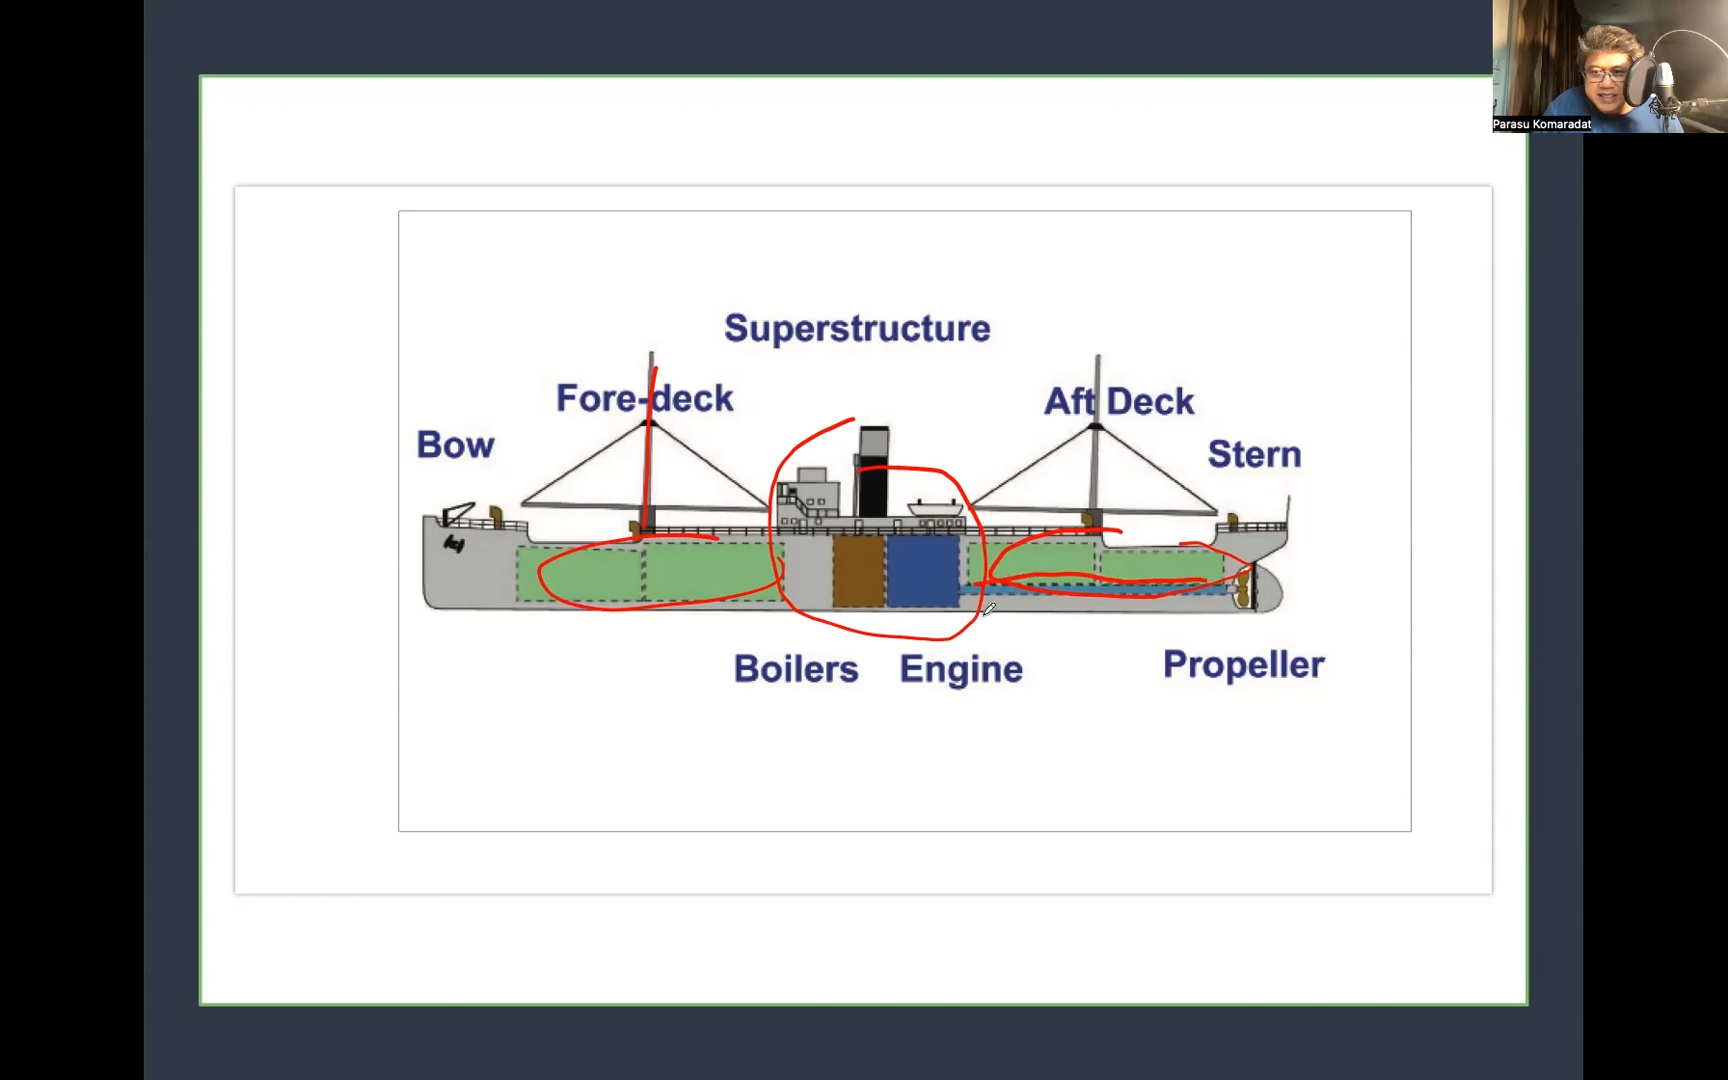 Parasu Komaradat
Superstructure
Fore-deck
Aft Deck
Bow
Stern
Boilers
Engine
Propeller